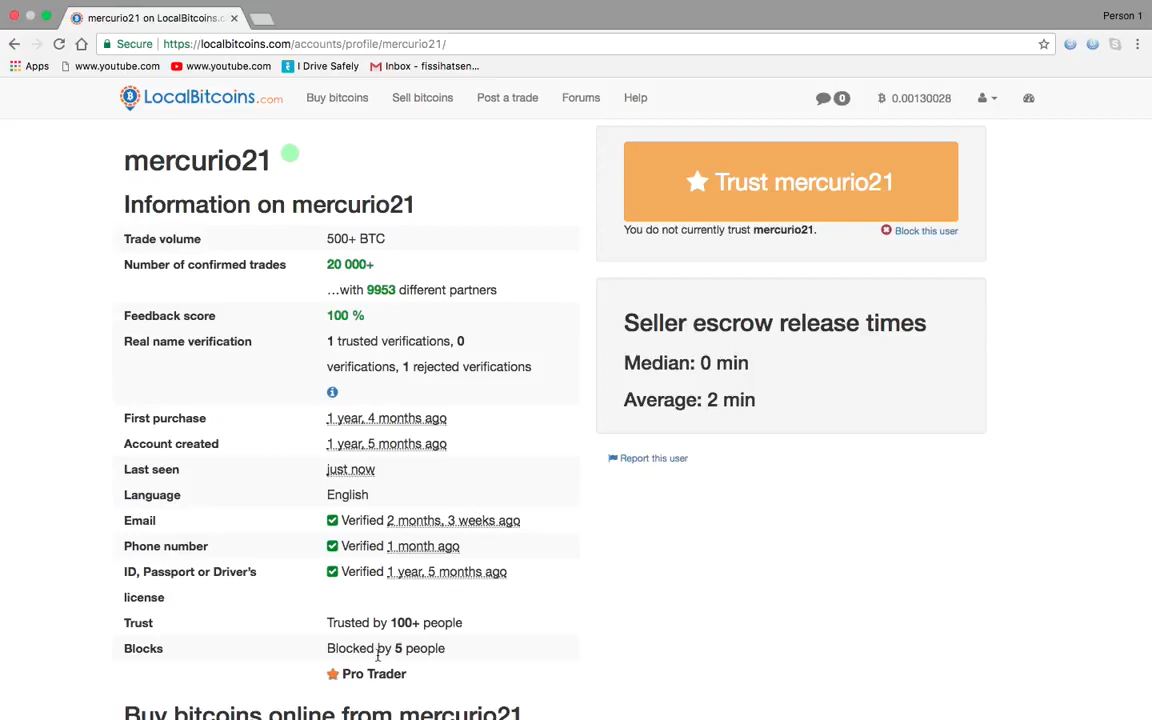 mercurio21 on LocalBitcoins.c
Person 1
Secure | https://localbitcoins.com/accounts/profile/mercurio21/
Apps www.youtube.com www.youtube.com I Drive Safely Inbox - fissihatsen...
LocalBitcoins.com Buy bitcoins Sell bitcoins Post a trade Forums Help 0 0.00130028
mercurio21
Information on mercurio21
Trade volume 500+ BTC
Number of confirmed trades 20 000+
...with 9953 different partners
Feedback score 100 %
Real name verification 1 trusted verifications, 0
verifications, 1 rejected verifications
First purchase 1 year, 4 months ago
Account created 1 year, 5 months ago
Last seen just now
Language English
Email Verified 2 months, 3 weeks ago
Phone number Verified 1 month ago
ID, Passport or Driver's Verified 1 year, 5 months ago
license
Trust Trusted by 100+ people
Blocks Blocked by 5 people
Pro Trader
Buy bitcoins online from mercurio21
Trust mercurio21
You do not currently trust mercurio21. Block this user
Seller escrow release times
Median: 0 min
Average: 2 min
Report this user